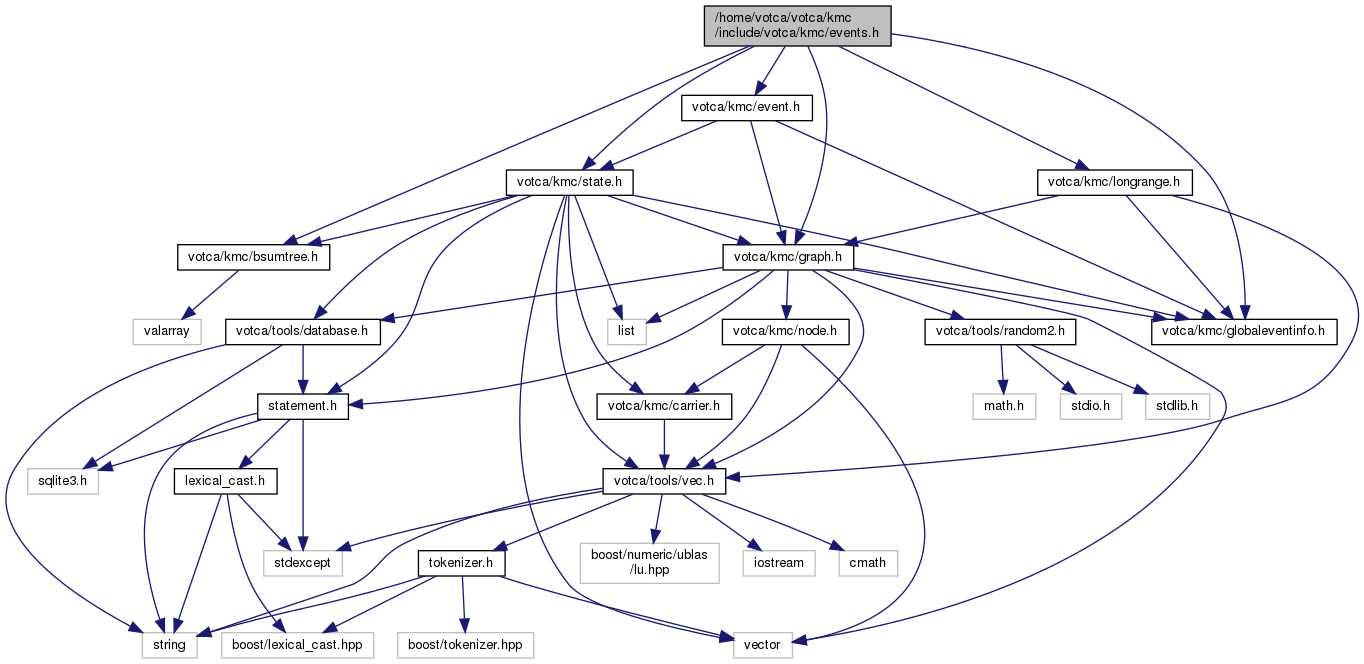 /home/votca/votca/kmc
/include/votca/kmc/events.h
votca/kmc/event.h
votca/kmc/state.h
votca/kmc/longrange.h
votca/kmc/bsumtree.h
votca/kmc/graph.h
valarray
votca/tools/database.h
list
votca/kmc/node.h
votca/tools/random2.h
votca/kmc/globaleventinfo.h
statement.h
votca/kmc/carrier.h
math.h
stdio.h
stdlib.h
sqlite3.h
lexical_cast.h
votca/tools/vec.h
stdexcept
tokenizer.h
boost/numeric/ublas
/lu.hpp
iostream
cmath
string
boost/lexical_cast.hpp
boost/tokenizer.hpp
vector